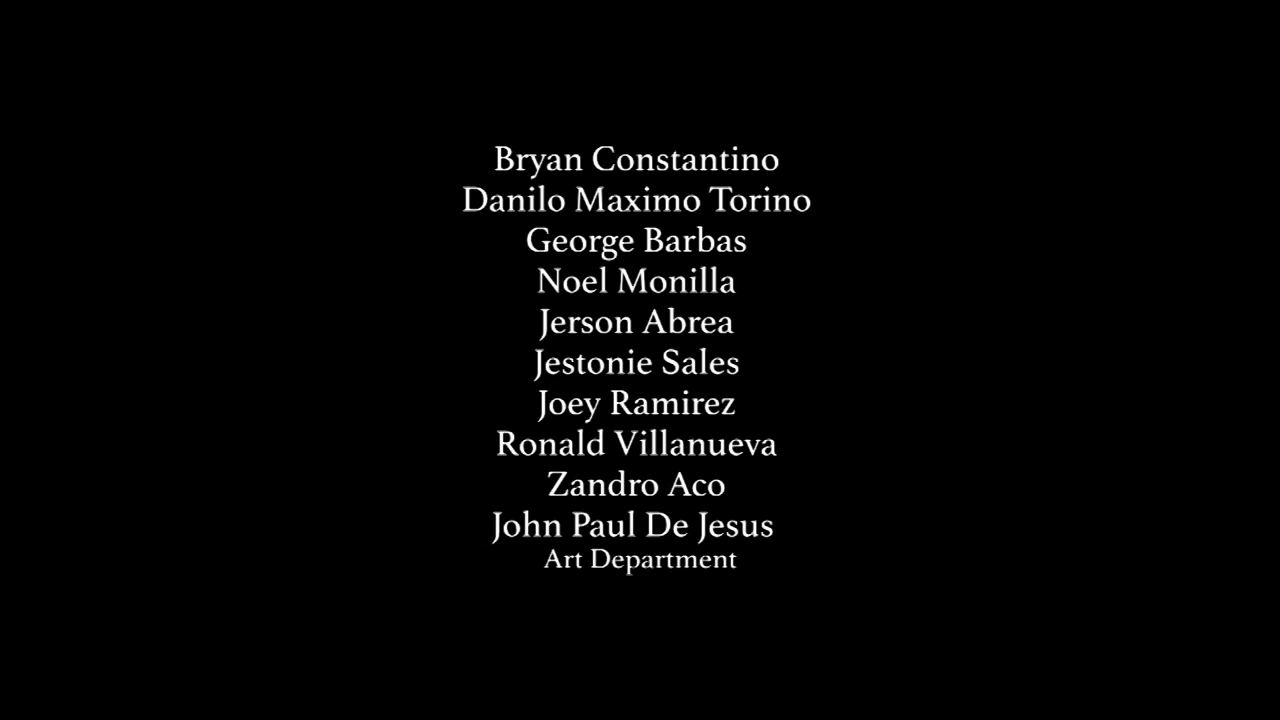 Bryan Constantino
Danilo Maximo Torino
George Barbas
Noel Monilla
Jerson Abrea
Jestonie Sales
Joey Ramirez
Ronald Villanueva
Zandro Aco
John Paul De Jesus
Art Department